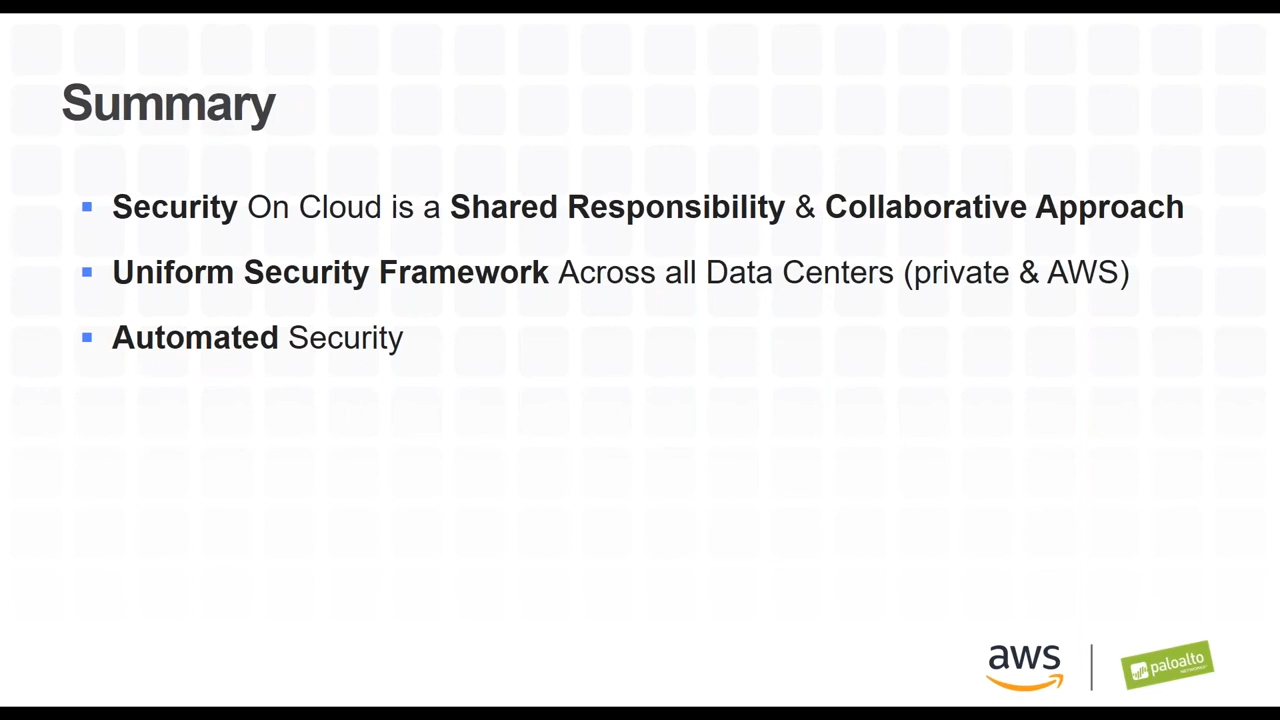 Summary
Security On Cloud is a Shared Responsibility & Collaborative Approach
Uniform Security Framework Across all Data Centers (private & AWS)
Automated Security
aws
paloalto
NETWORKS